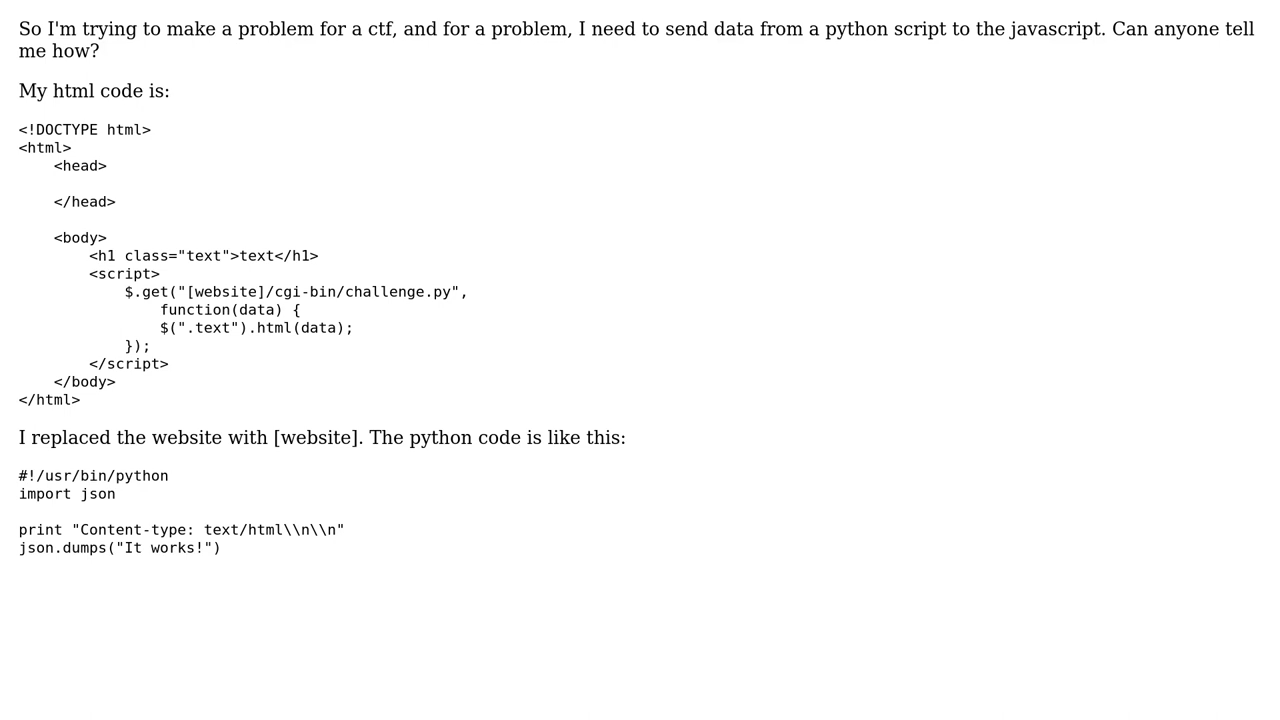 So I'm trying to make a problem for a ctf, and for a problem, I need to send data from a python script to the javascript. Can anyone tell
me how?
My html code is:
<!DOCTYPE html>
<html>
    <head>
    </head>
    <body>
        <h1 class="text">text</h1>
        <script>
            $.get("[website]/cgi-bin/challenge.py",
                function(data) {
                $(".text").html(data);
            });
        </script>
    </body>
</html>
I replaced the website with [website]. The python code is like this:
#!/usr/bin/python
import json
print "Content-type: text/html\\n\\n"
json.dumps("It works!")